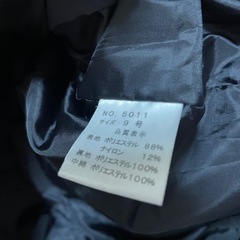 NO. 5011
サイズ 9 号
品質表示
表地 ポリエステル 88%
ナイロン 12%
裏地 ポリエステル100%
中綿 ポリエステル100%